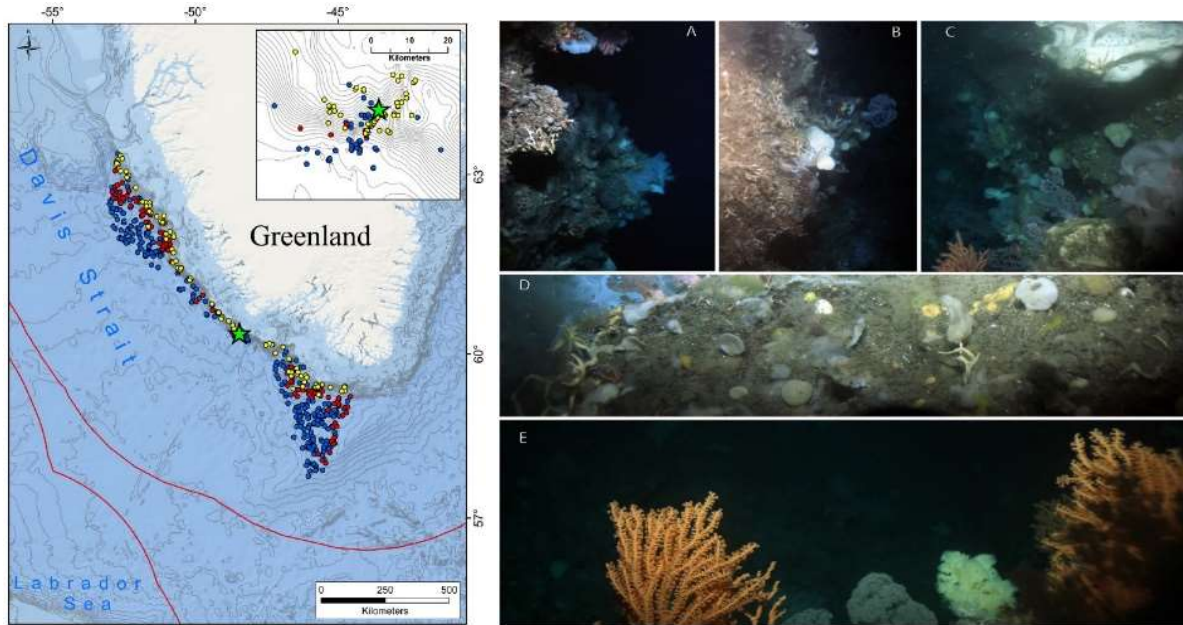 -55°
-50°
-45°
0
10
20
Kilometers
Davis Strait
63°
Greenland
60°
57°
Labrador
Sea
0
250
500
Kilometers
A
B
C
D
E